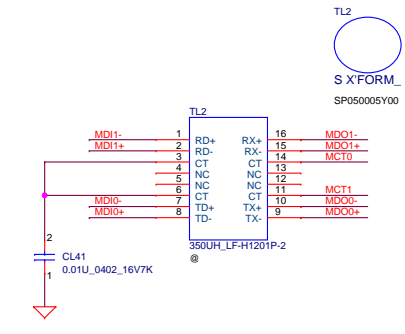 TL2
S X'FORM_
SP050005Y00
TL2
MDI1- 1 RD+ RX+ 16 MDO1-
MDI1+ 2 RD- RX- 15 MDO1+
3 CT CT 14 MCT0
4 NC NC 13
5 NC NC 12
6 CT CT 11 MCT1
MDI0- 7 TD+ TX+ 10 MDO0-
MDI0+ 8 TD- TX- 9 MDO0+
350UH_LF-H1201P-2
@
2
CL41
0.01U_0402_16V7K
1